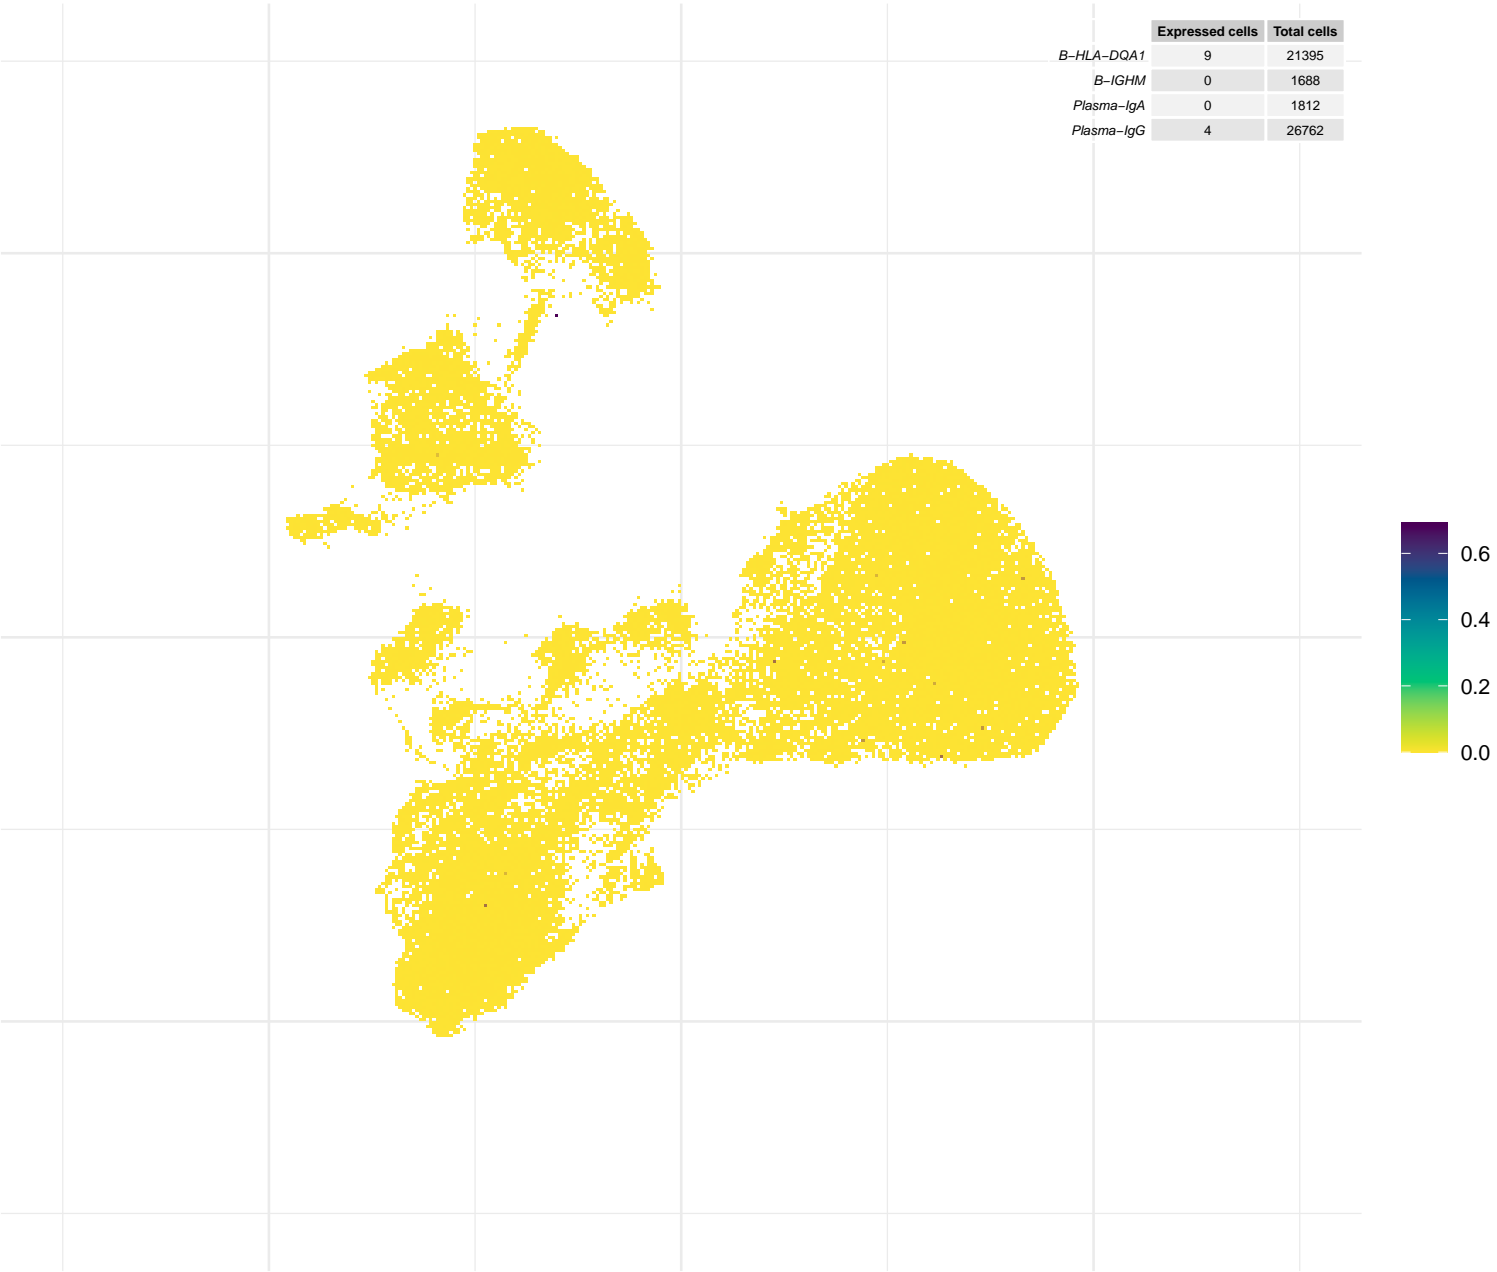 Expressed cells Total cells
B−HLA−DQA1 9 21395
B−IGHM 0 1688
Plasma−IgA 0 1812
Plasma−IgG 4 26762
0.6
0.4
0.2
0.0